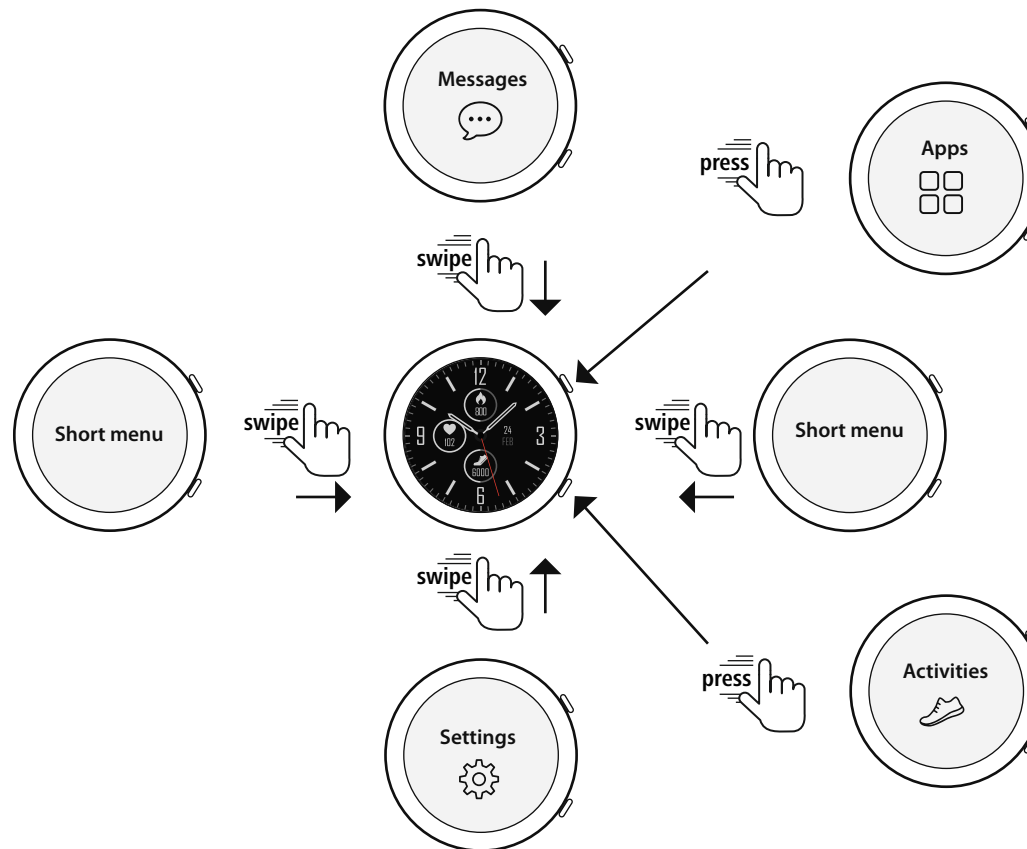 Messages
press
Apps
swipe
Short menu
swipe
12
800
9
102
24
FEB
3
6000
6
swipe
Short menu
swipe
Settings
press
Activities